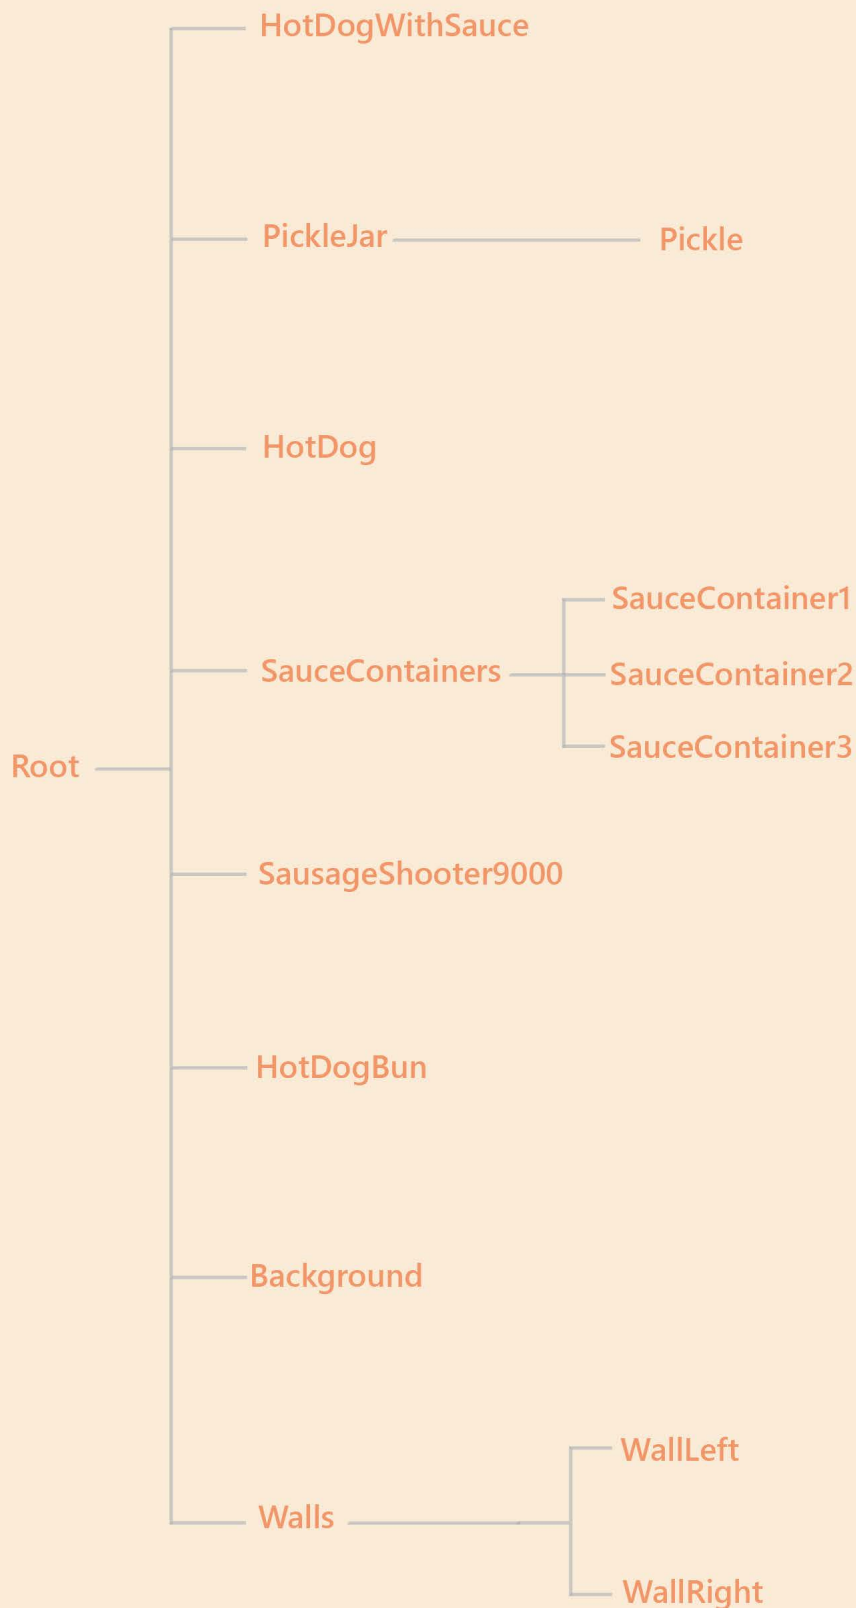 HotDogWithSauce
PickleJar
Pickle
HotDog
SauceContainer1
SauceContainers
SauceContainer2
SauceContainer3
Root
SausageShooter9000
HotDogBun
Background
WallLeft
Walls
WallRight